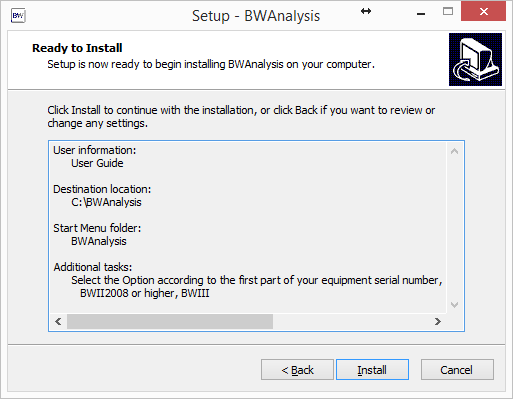 BW
Setup - BWAnalysis
Ready to Install
Setup is now ready to begin installing BWAnalysis on your computer.
Click Install to continue with the installation, or click Back if you want to review or
change any settings.
User information:
User Guide
Destination location:
C:\BWAnalysis
Start Menu folder:
BWAnalysis
Additional tasks:
Select the Option according to the first part of your equipment serial number,
BWII2008 or higher, BWIII
< Back
Install
Cancel